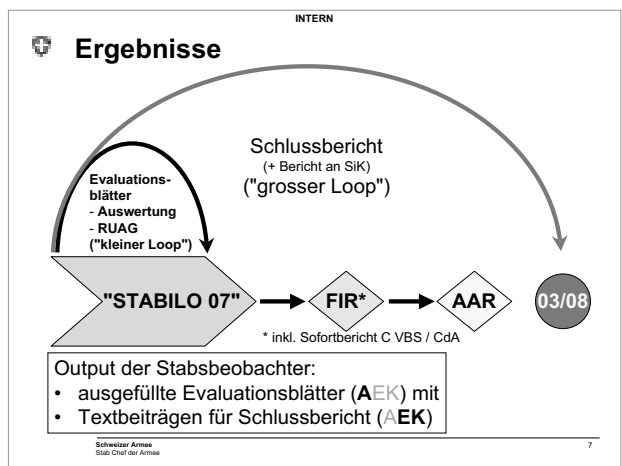 INTERN
Ergebnisse
Schlussbericht
(+ Bericht an SiK)
("grosser Loop")
Evaluations-
blätter
- Auswertung
- RUAG
("kleiner Loop")
"STABILO 07"
FIR*
AAR
03/08
* inkl. Sofortbericht C VBS / CdA
Output der Stabsbeobachter:
• ausgefüllte Evaluationsblätter (AEK) mit
• Textbeiträgen für Schlussbericht (AEK)
Schweizer Armee
Stab Chef der Armee
7